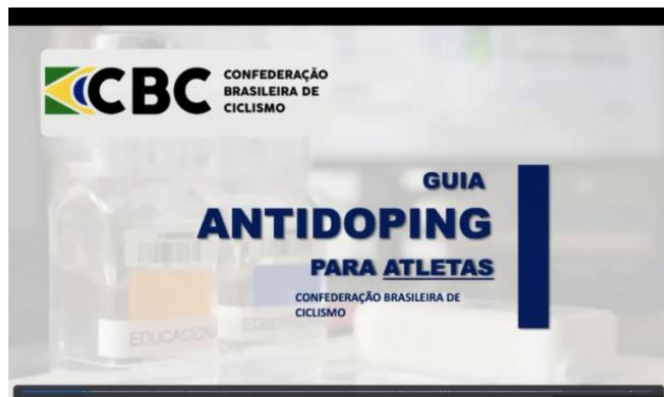 CBC
CONFEDERAÇÃO
BRASILEIRA DE
CICLISMO
GUIA
ANTIDOPING
PARA ATLETAS
CONFEDERAÇÃO BRASILEIRA DE
CICLISMO
EDUCACION